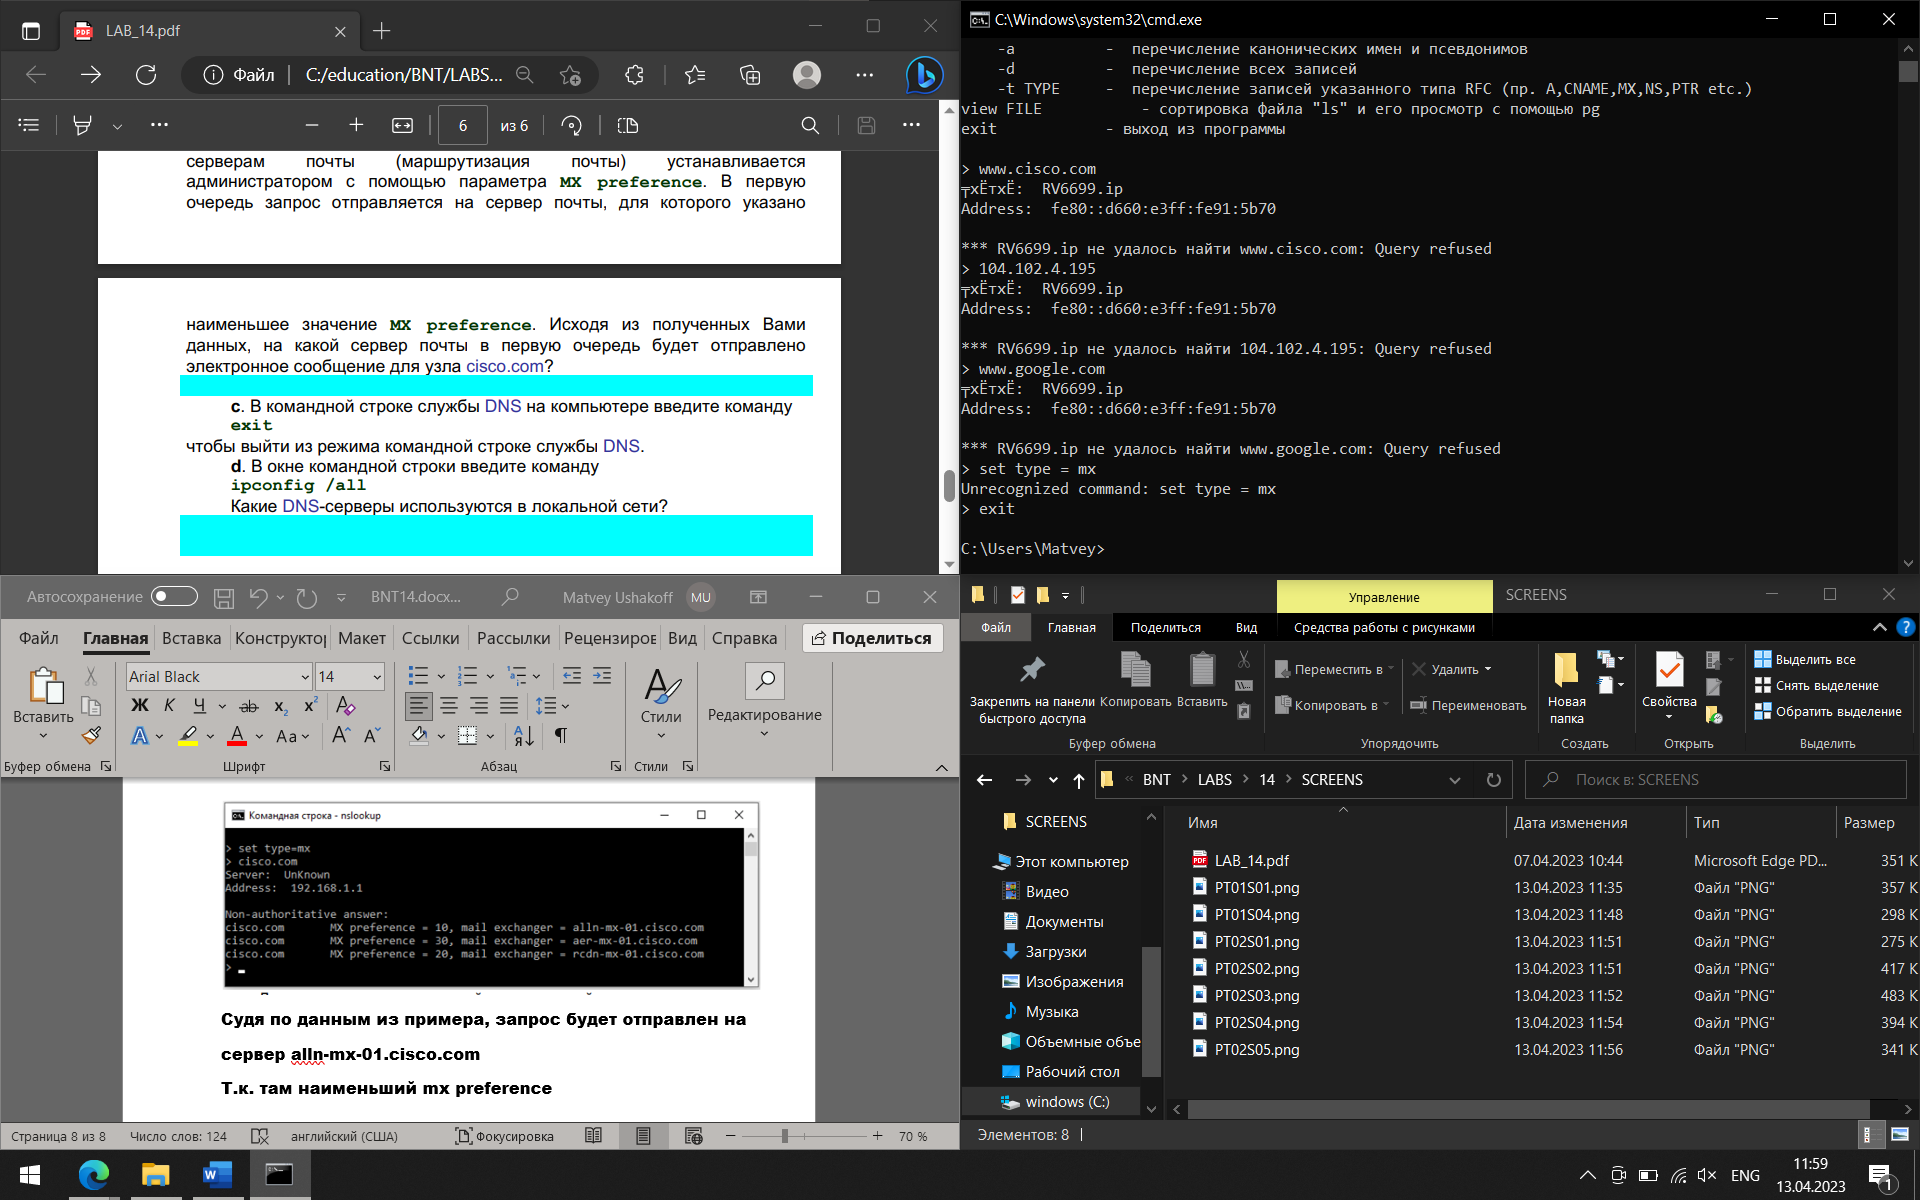 LAB_14.pdf
Файл
C:/education/BNT/LABS...
6 из 6
серверам почты (маршрутизация почты) устанавливается
администратором с помощью параметра MX preference. В первую
очередь запрос отправляется на сервер почты, для которого указано
наименьшее значение MX preference. Исходя из полученных Вами
данных, на какой сервер почты в первую очередь будет отправлено
электронное сообщение для узла cisco.com?
c. В командной строке службы DNS на компьютере введите команду
exit
чтобы выйти из режима командной строке службы DNS.
d. В окне командной строки введите команду
ipconfig /all
Какие DNS-серверы используются в локальной сети?
C:\Windows\system32\cmd.exe
-a - перечисление канонических имен и псевдонимов
-d - перечисление всех записей
-t TYPE - перечисление записей указанного типа RFC (пр. A,CNAME,MX,NS,PTR etc.)
view FILE - сортировка файла "ls" и его просмотр с помощью pg
exit - выход из программы
> www.cisco.com
╤хЁтхЁ: RV6699.ip
Address: fe80::d660:e3ff:fe91:5b70
*** RV6699.ip не удалось найти www.cisco.com: Query refused
> 104.102.4.195
╤хЁтхЁ: RV6699.ip
Address: fe80::d660:e3ff:fe91:5b70
*** RV6699.ip не удалось найти 104.102.4.195: Query refused
> www.google.com
╤хЁтхЁ: RV6699.ip
Address: fe80::d660:e3ff:fe91:5b70
*** RV6699.ip не удалось найти www.google.com: Query refused
> set type = mx
Unrecognized command: set type = mx
> exit
C:\Users\Matvey>
Автосохранение
BNT14.docx...
Matvey Ushakoff
MU
Файл Главная Вставка Конструктор Макет Ссылки Рассылки Рецензиров Вид Справка Поделиться
Arial Black 14
Вставить
Ж К Ч ab x₂ x²
A A Aa A A
Стили
Редактирование
Буфер обмена Шрифт Абзац Стили
Командная строка - nslookup
> set type=mx
> cisco.com
Server: UnKnown
Address: 192.168.1.1
Non-authoritative answer:
cisco.com MX preference = 10, mail exchanger = alln-mx-01.cisco.com
cisco.com MX preference = 30, mail exchanger = aer-mx-01.cisco.com
cisco.com MX preference = 20, mail exchanger = rcdn-mx-01.cisco.com
>
Судя по данным из примера, запрос будет отправлен на
сервер alln-mx-01.cisco.com
Т.к. там наименьший mx preference
Страница 8 из 8 Число слов: 124 английский (США) Фокусировка 70 %
Управление SCREENS
Файл Главная Поделиться Вид Средства работы с рисунками
Закрепить на панели быстрого доступа
Копировать
Вставить
Переместить в
Копировать в
Удалить
Переименовать
Новая папка
Свойства
Выделить все
Снять выделение
Обратить выделение
Буфер обмена Упорядочить Создать Открыть Выделить
« BNT LABS 14 SCREENS
Поиск в: SCREENS
SCREENS
Этот компьютер
Видео
Документы
Загрузки
Изображения
Музыка
Объемные объе
Рабочий стол
windows (C:)
Имя Дата изменения Тип Размер
LAB_14.pdf 07.04.2023 10:44 Microsoft Edge PD... 351 К
PT01S01.png 13.04.2023 11:35 Файл "PNG" 357 К
PT01S04.png 13.04.2023 11:48 Файл "PNG" 298 К
PT02S01.png 13.04.2023 11:51 Файл "PNG" 275 К
PT02S02.png 13.04.2023 11:51 Файл "PNG" 417 К
PT02S03.png 13.04.2023 11:52 Файл "PNG" 483 К
PT02S04.png 13.04.2023 11:54 Файл "PNG" 394 К
PT02S05.png 13.04.2023 11:56 Файл "PNG" 341 К
Элементов: 8
ENG
11:59
13.04.2023
1